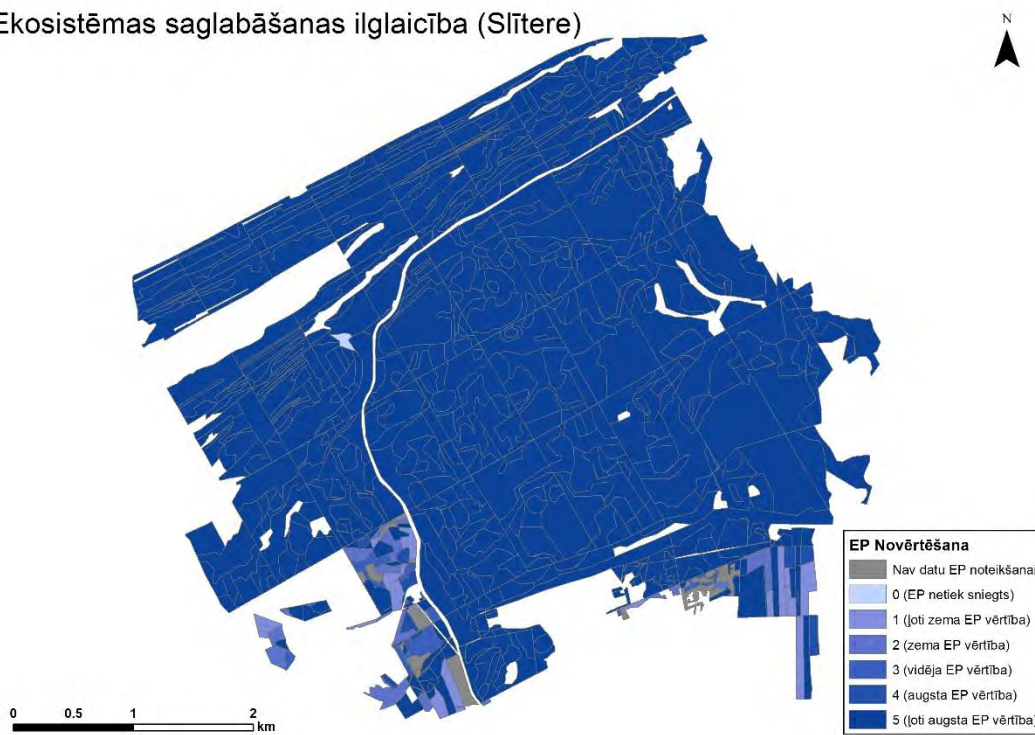 Ekosistēmas saglabāšanas ilglaicība (Slītere)
N
EP Novērtēšana
Nav datu EP noteikšanai
0 (EP netiek sniegts)
1 (ļoti zema EP vērtība)
2 (zema EP vērtība)
3 (vidēja EP vērtība)
4 (augsta EP vērtība)
5 (ļoti augsta EP vērtība)
0 0.5 1 2
km